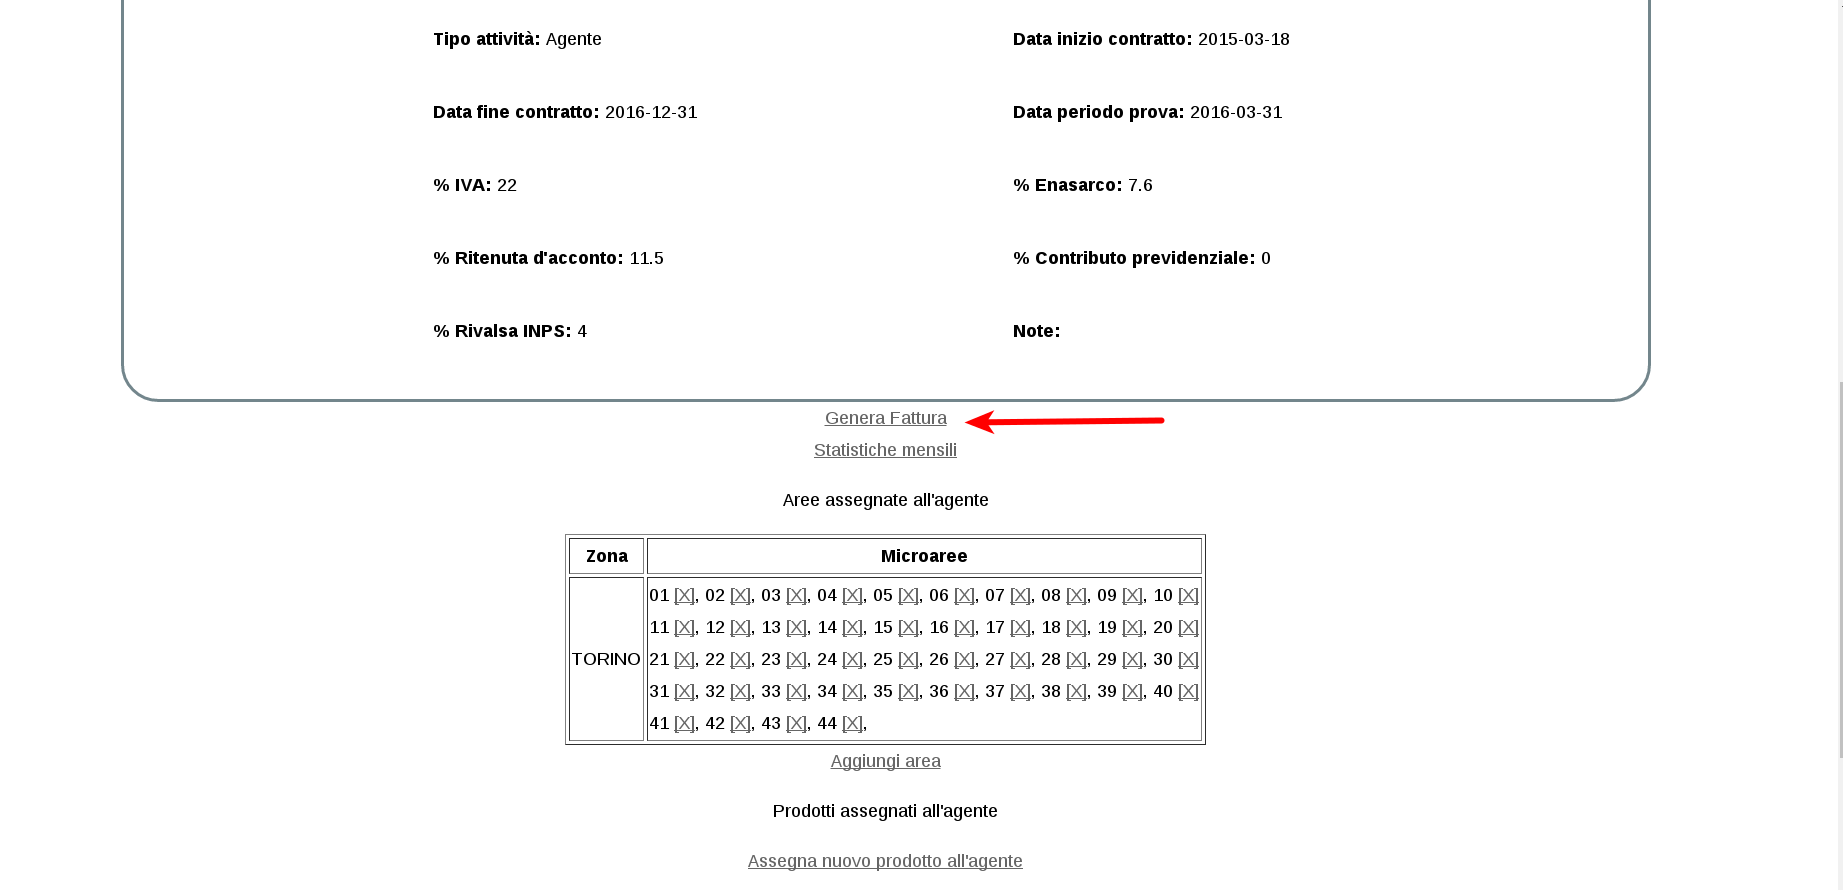 Tipo attività: Agente Data inizio contratto: 2015-03-18
Data fine contratto: 2016-12-31 Data periodo prova: 2016-03-31
% IVA: 22 % Enasarco: 7.6
% Ritenuta d'acconto: 11.5 % Contributo previdenziale: 0
% Rivalsa INPS: 4 Note:
Genera Fattura
Statistiche mensili
Aree assegnate all'agente
Zona Microaree
01 [X], 02 [X], 03 [X], 04 [X], 05 [X], 06 [X], 07 [X], 08 [X], 09 [X], 10 [X]
11 [X], 12 [X], 13 [X], 14 [X], 15 [X], 16 [X], 17 [X], 18 [X], 19 [X], 20 [X]
TORINO 21 [X], 22 [X], 23 [X], 24 [X], 25 [X], 26 [X], 27 [X], 28 [X], 29 [X], 30 [X]
31 [X], 32 [X], 33 [X], 34 [X], 35 [X], 36 [X], 37 [X], 38 [X], 39 [X], 40 [X]
41 [X], 42 [X], 43 [X], 44 [X],
Aggiungi area
Prodotti assegnati all'agente
Assegna nuovo prodotto all'agente